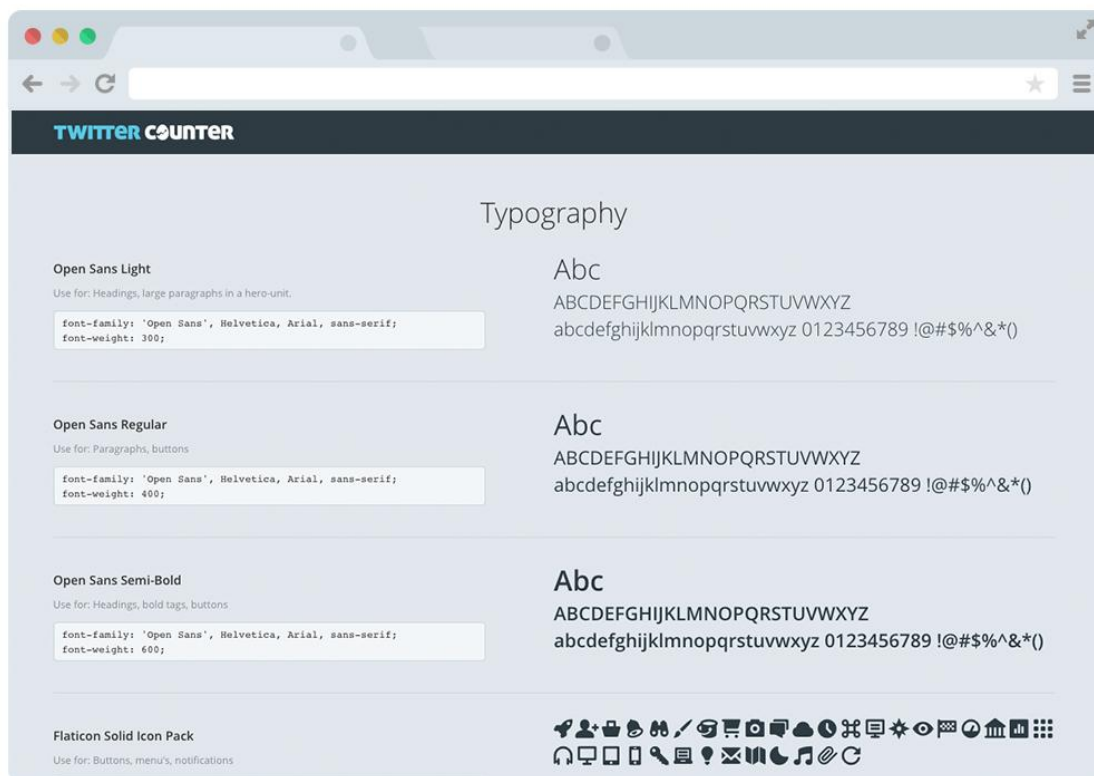 TWITTER COUNTER
Typography
Open Sans Light
Use for: Headings, large paragraphs in a hero-unit.
font-family: 'Open Sans', Helvetica, Arial, sans-serif;
font-weight: 300;
Abc
ABCDEFGHIJKLMNOPQRSTUVWXYZ
abcdefghijklmnopqrstuvwxyz 0123456789 !@#$%^&*()
Open Sans Regular
Use for: Paragraphs, buttons
font-family: 'Open Sans', Helvetica, Arial, sans-serif;
font-weight: 400;
Abc
ABCDEFGHIJKLMNOPQRSTUVWXYZ
abcdefghijklmnopqrstuvwxyz 0123456789 !@#$%^&*()
Open Sans Semi-Bold
Use for: Headings, bold tags, buttons
font-family: 'Open Sans', Helvetica, Arial, sans-serif;
font-weight: 600;
Abc
ABCDEFGHIJKLMNOPQRSTUVWXYZ
abcdefghijklmnopqrstuvwxyz 0123456789 !@#$%^&*()
Flaticon Solid Icon Pack
Use for: Buttons, menu's, notifications